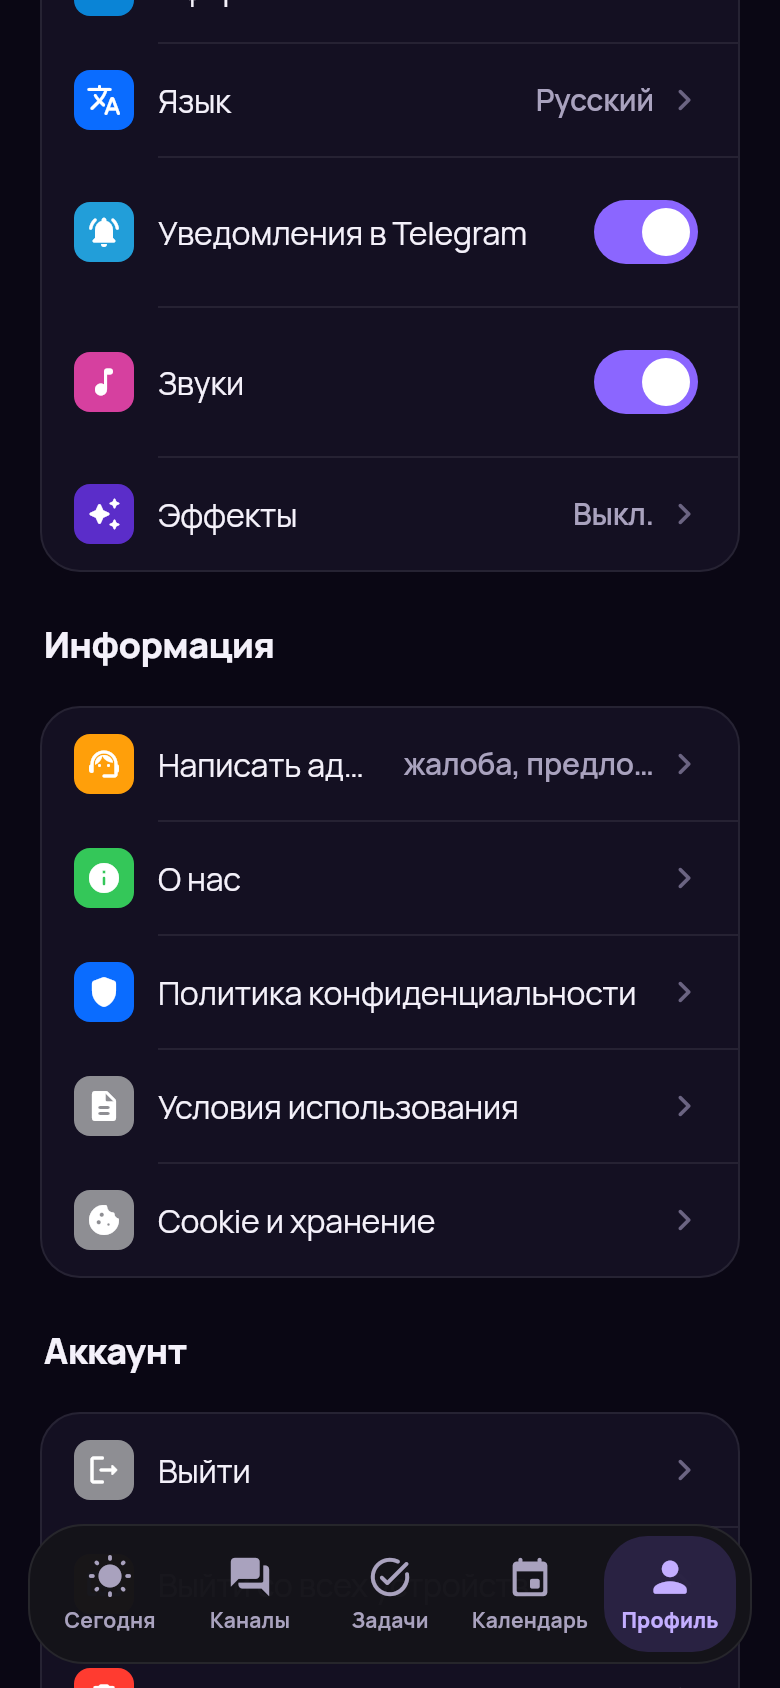 Язык
Русский
Уведомления в Telegram
Звуки
Эффекты
Выкл.
Информация
Написать ад...
жалоба, предло...
О нас
Политика конфиденциальности
Условия использования
Cookie и хранение
Аккаунт
Выйти
Сегодня
Каналы
Задачи
Календарь
Профиль